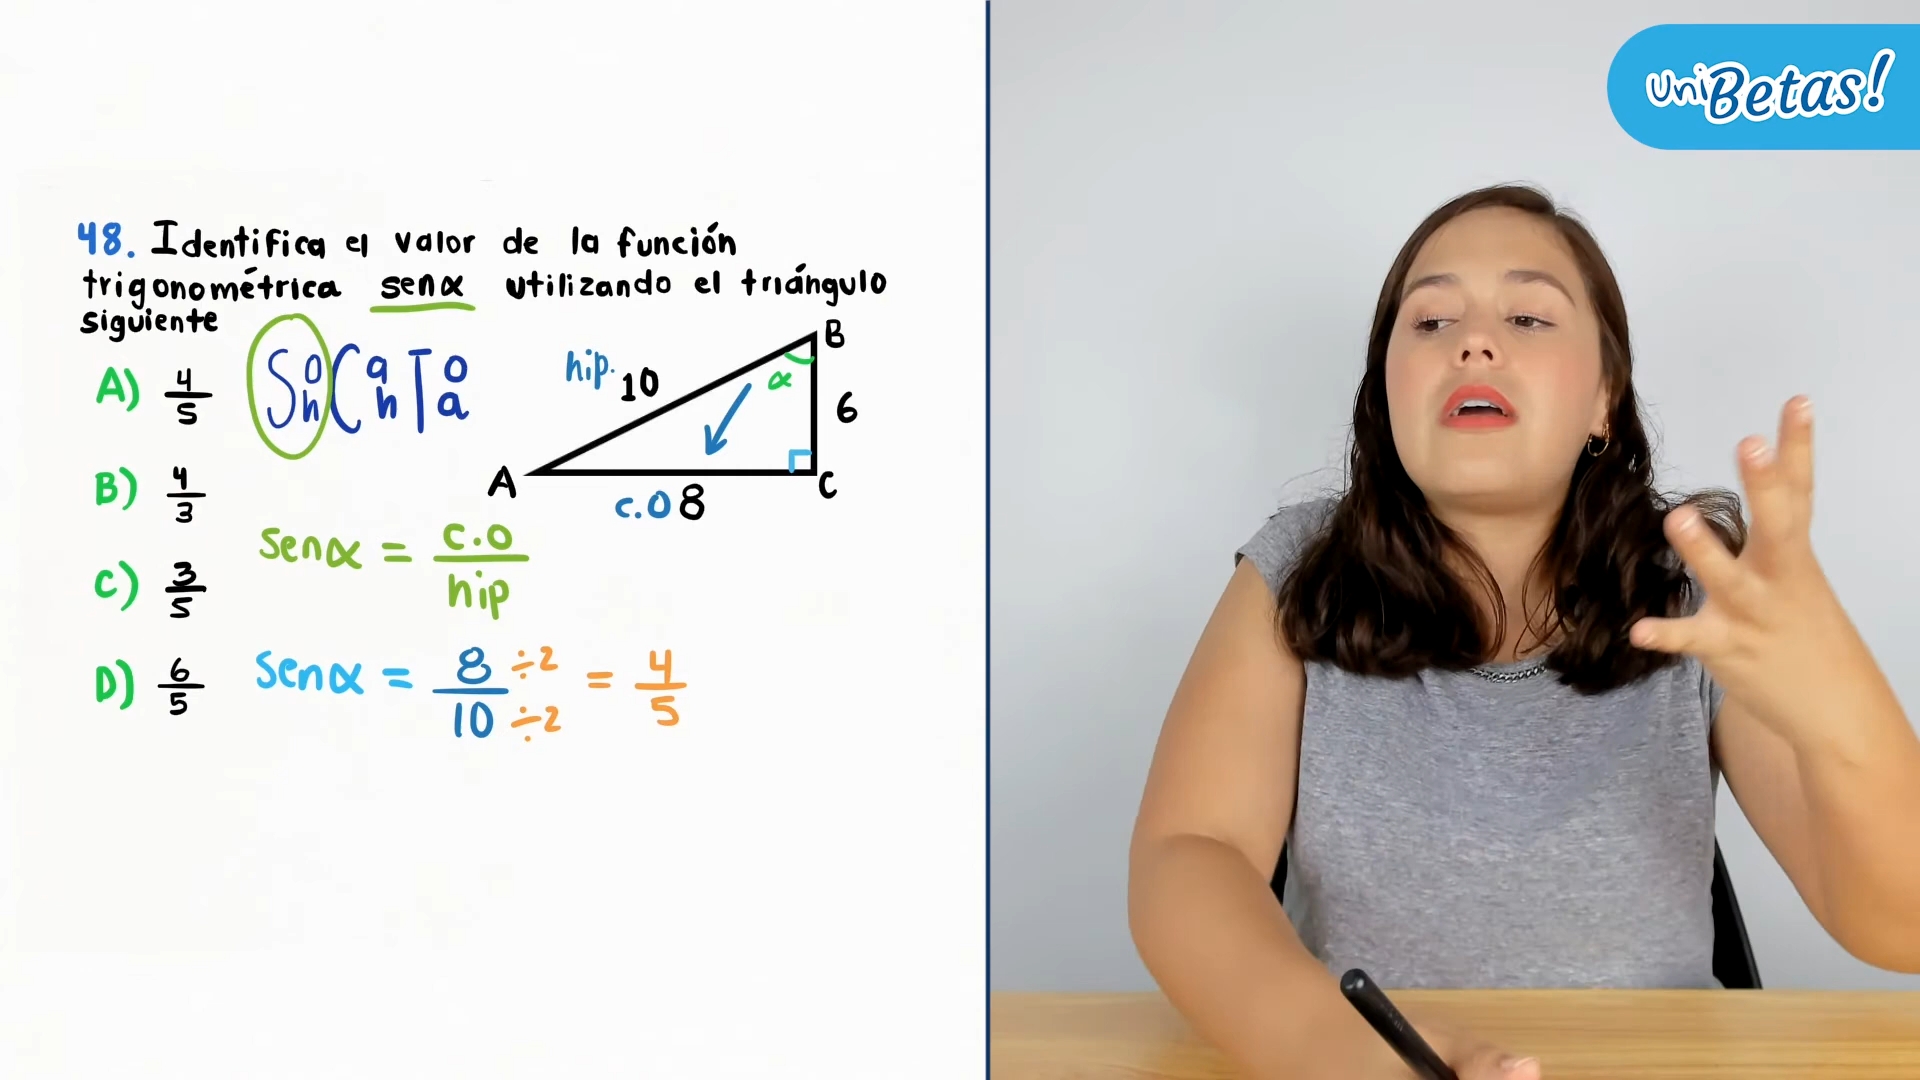 uniBetas!
48. Identifica el valor de la función
trigonométrica senα utilizando el triángulo
siguiente
A) 4/5
B) 4/3
C) 3/5
D) 6/5
S o/h C a/h T o/a
hip. 10
B
α
6
A
C
c.o 8
senα = c.o/hip
senα = 8/10 ÷2 ÷2 = 4/5